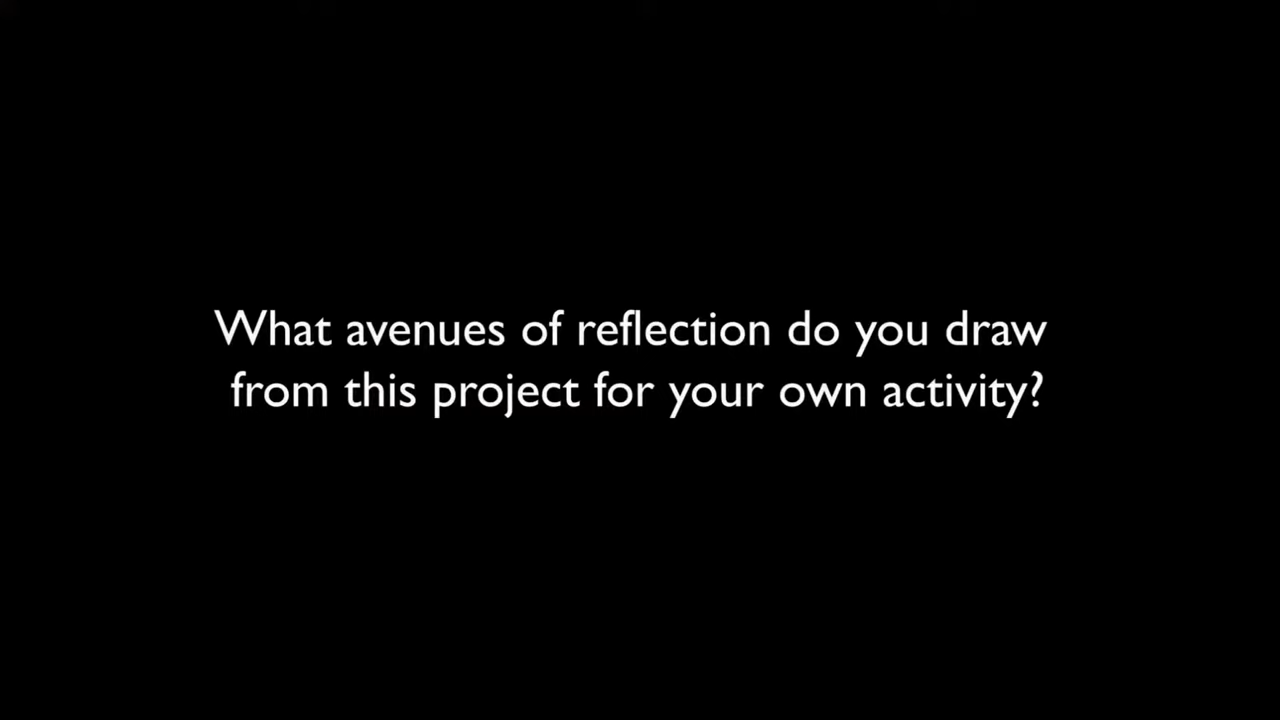 What avenues of reflection do you draw
from this project for your own activity?